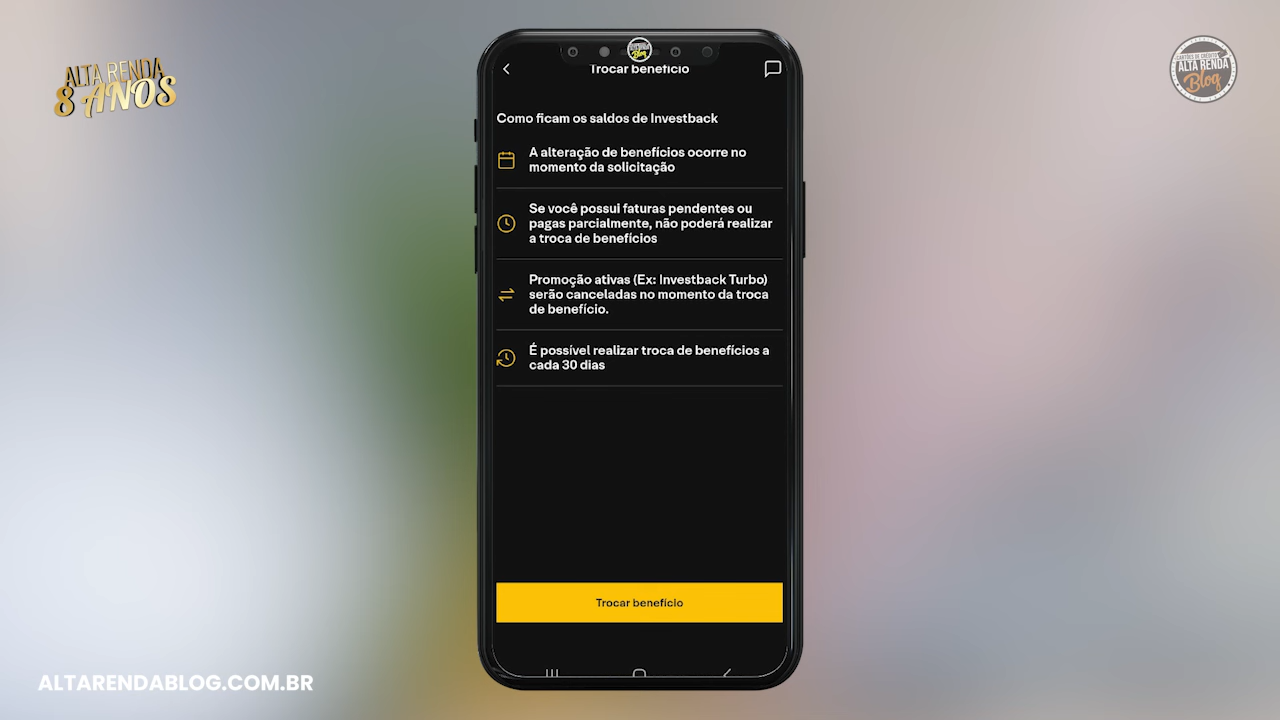 ALTA RENDA
8 ANOS
CARTÕES DE CRÉDITO
ALTA RENDA
Blog
Trocar benefício
Como ficam os saldos de Investback
A alteração de benefícios ocorre no
momento da solicitação
Se você possui faturas pendentes ou
pagas parcialmente, não poderá realizar
a troca de benefícios
Promoção ativas (Ex: Investback Turbo)
serão canceladas no momento da troca
de benefício.
É possível realizar troca de benefícios a
cada 30 dias
Trocar benefício
ALTARENDABLOG.COM.BR